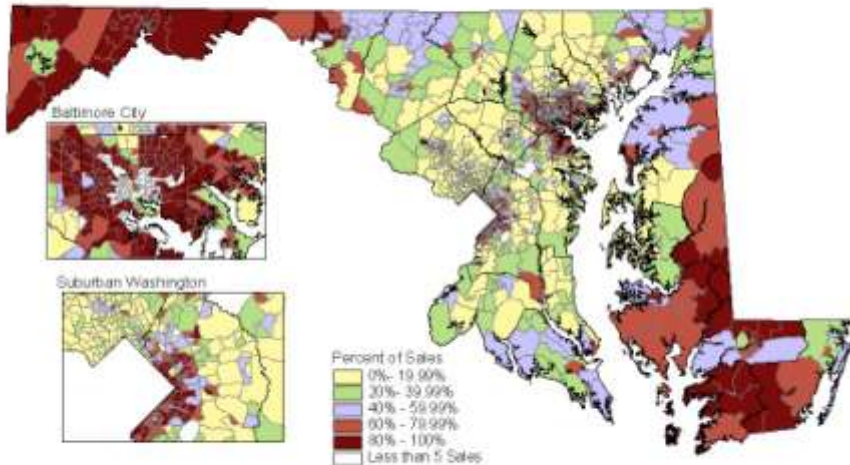 Baltimore City
Suburban Washington
Percent of Sales
0%- 19.99%
20%- 39.99%
40% - 59.99%
60% - 79.99%
80% - 100%
Less than 5 Sales